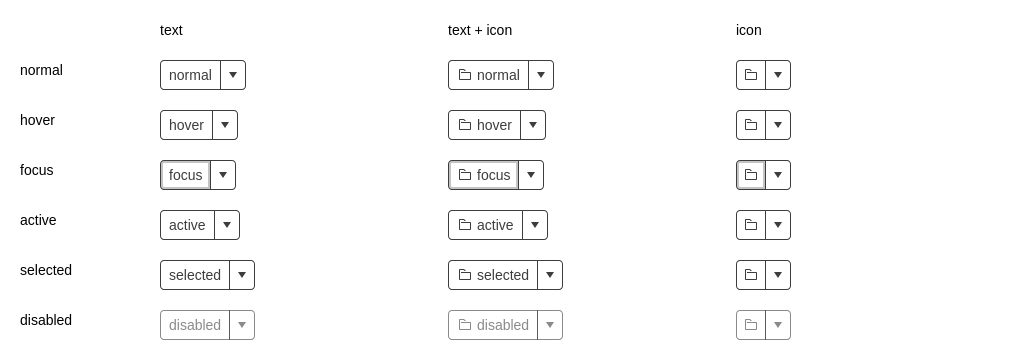 text text + icon icon
normal normal normal
hover hover hover
focus focus focus
active active active
selected selected selected
disabled disabled disabled